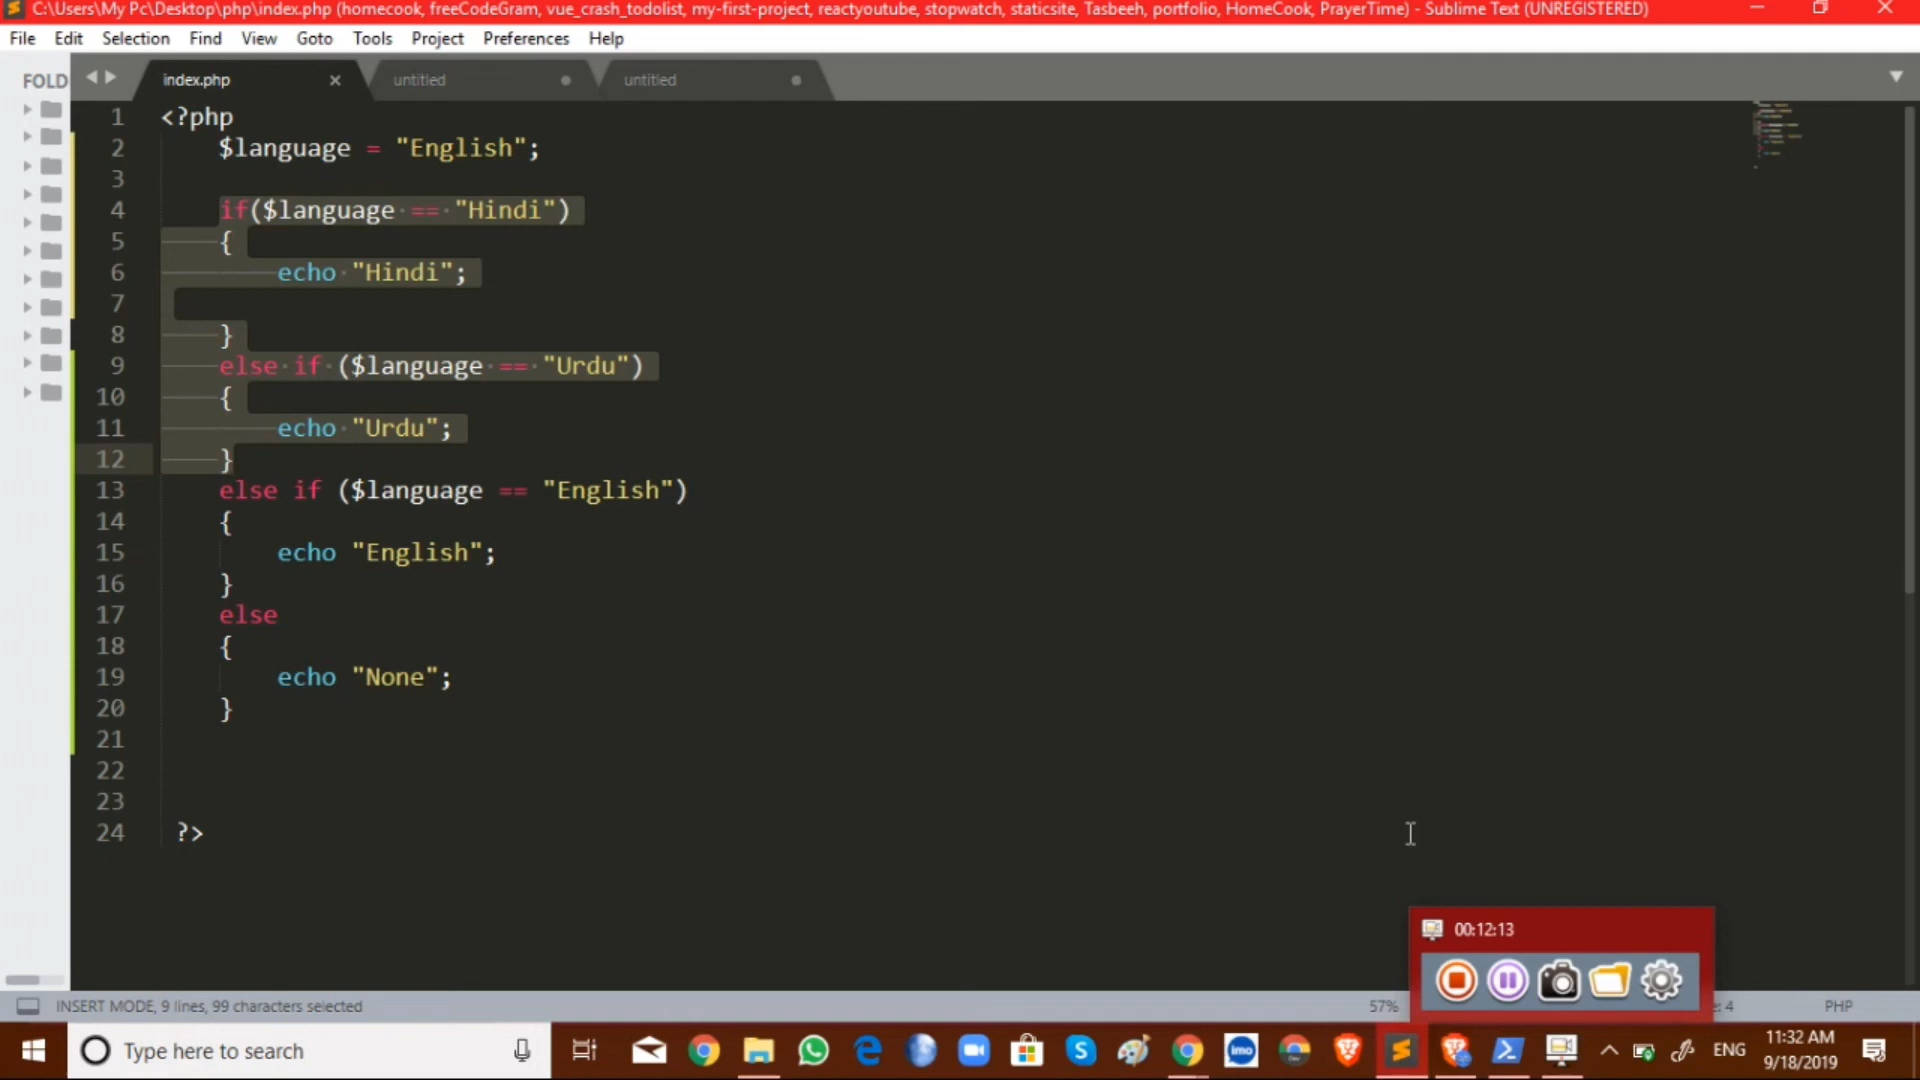 C:\Users\My Pc\Desktop\php\index.php (homecook, freeCodeGram, vue_crash_todolist, my-first-project, reactyoutube, stopwatch, staticsite, Tasbeeh, portfolio, HomeCook, PrayerTime) - Sublime Text (UNREGISTERED)
File Edit Selection Find View Goto Tools Project Preferences Help
FOLD
index.php untitled untitled
1 <?php
2 $language = "English";
3
4 if($language == "Hindi")
5 {
6 echo "Hindi";
7
8 }
9 else if ($language == "Urdu")
10 {
11 echo "Urdu";
12 }
13 else if ($language == "English")
14 {
15 echo "English";
16 }
17 else
18 {
19 echo "None";
20 }
21
22
23
24 ?>
00:12:13
INSERT MODE, 9 lines, 99 characters selected 57% : 4 PHP
Type here to search imo ENG 11:32 AM
9/18/2019